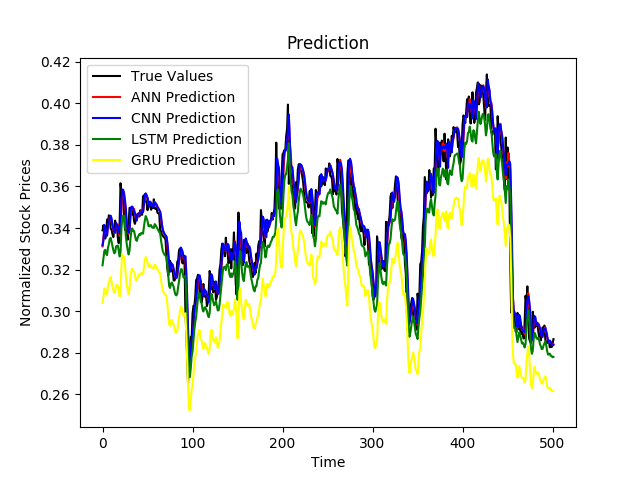 Prediction
True Values
ANN Prediction
CNN Prediction
LSTM Prediction
GRU Prediction
Normalized Stock Prices
0.42
0.40
0.38
0.36
0.34
0.32
0.30
0.28
0.26
0
100
200
300
400
500
Time